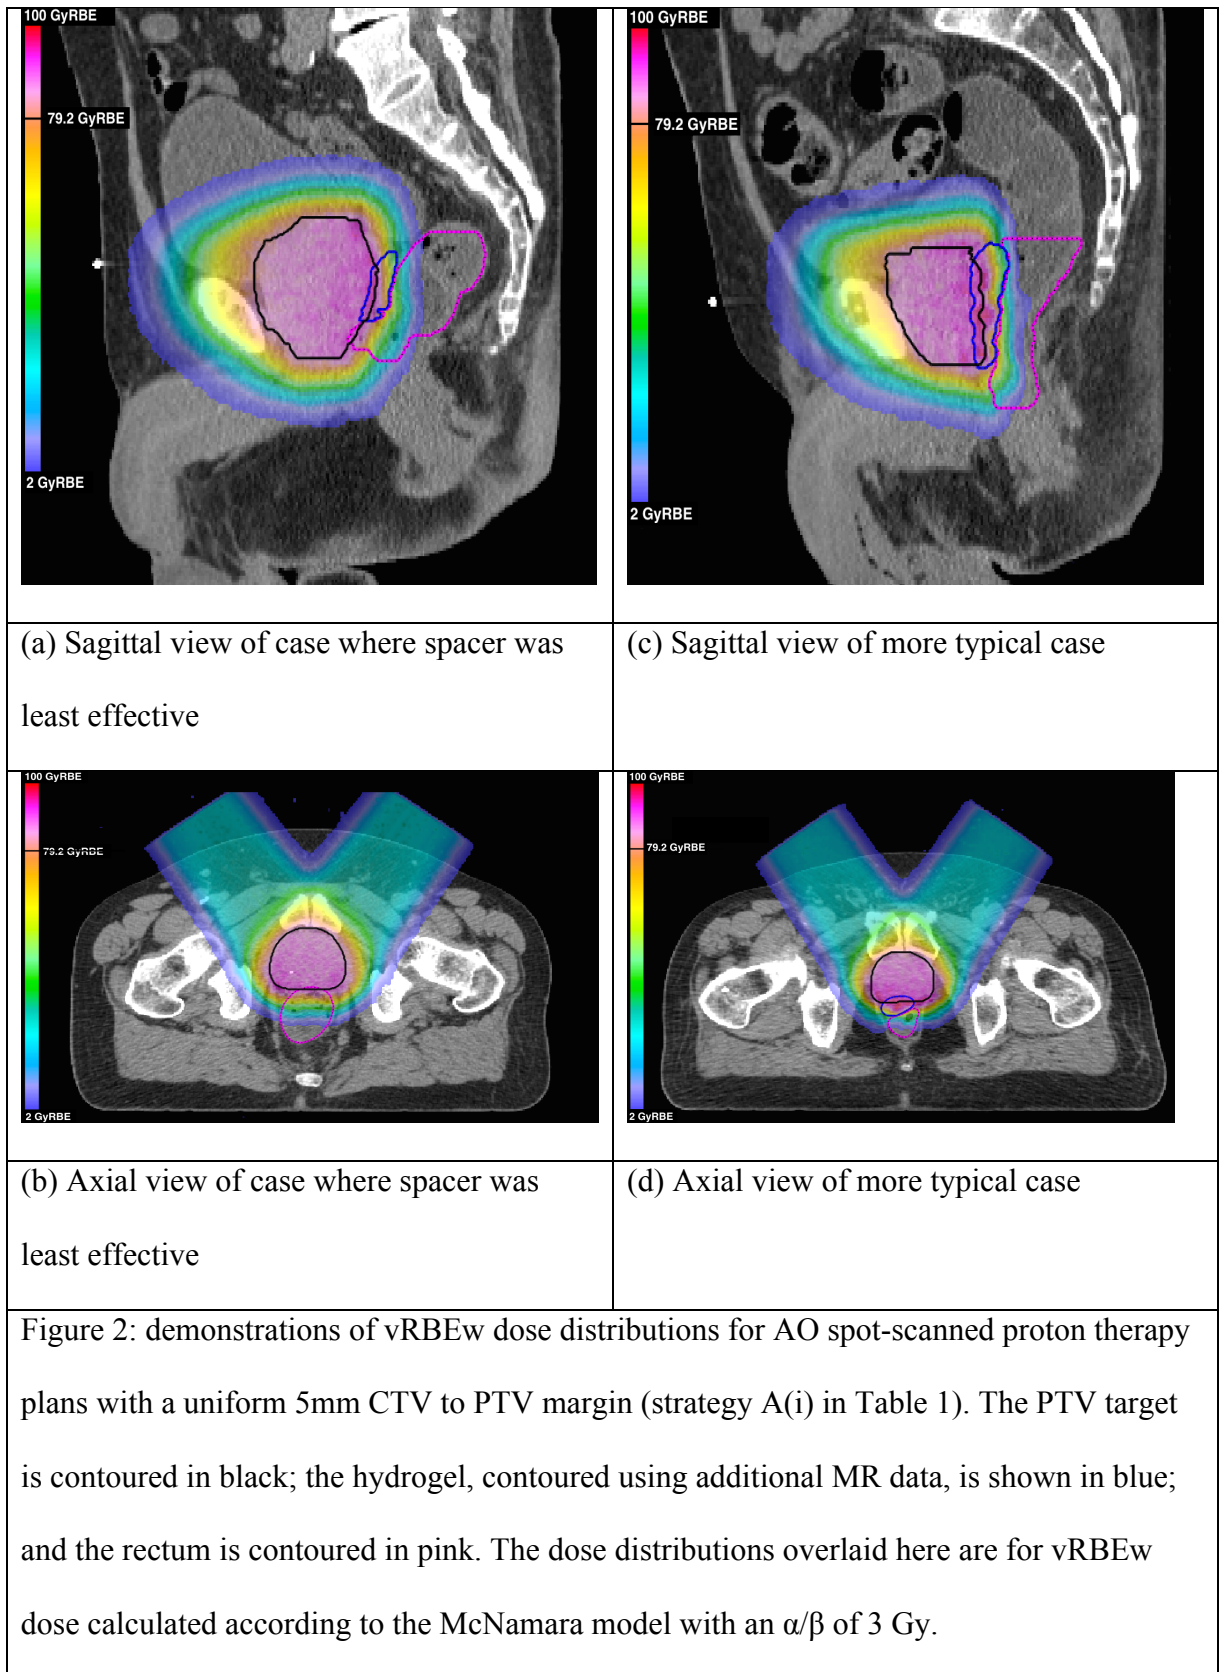 100 GyRBE
79.2 GyRBE
2 GyRBE
100 GyRBE
79.2 GyRBE
2 GyRBE
(a) Sagittal view of case where spacer was
least effective
(c) Sagittal view of more typical case
100 GyRBE
79.2 GyRBE
2 GyRBE
100 GyRBE
79.2 GyRBE
2 GyRBE
(b) Axial view of case where spacer was
least effective
(d) Axial view of more typical case
Figure 2: demonstrations of vRBEw dose distributions for AO spot-scanned proton therapy
plans with a uniform 5mm CTV to PTV margin (strategy A(i) in Table 1). The PTV target
is contoured in black; the hydrogel, contoured using additional MR data, is shown in blue;
and the rectum is contoured in pink. The dose distributions overlaid here are for vRBEw
dose calculated according to the McNamara model with an α/β of 3 Gy.